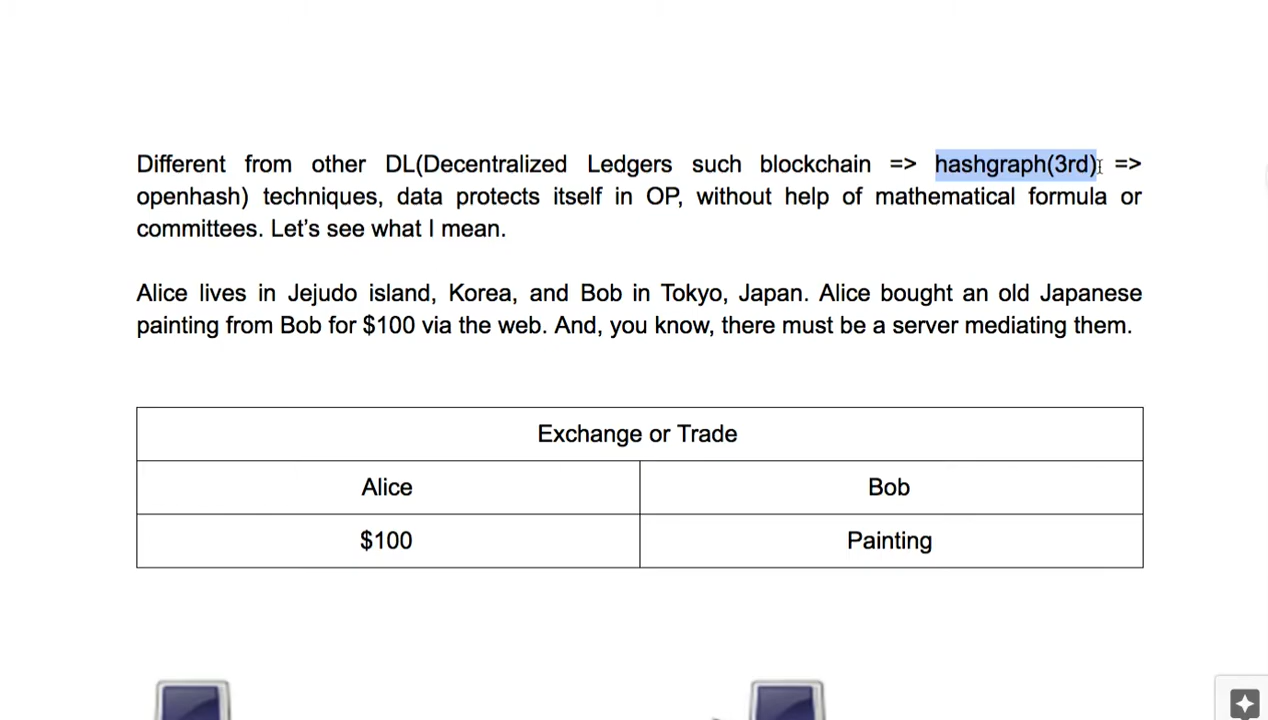 Different from other DL(Decentralized Ledgers such blockchain => hashgraph(3rd) =>
openhash) techniques, data protects itself in OP, without help of mathematical formula or
committees. Let’s see what I mean.
Alice lives in Jejudo island, Korea, and Bob in Tokyo, Japan. Alice bought an old Japanese
painting from Bob for $100 via the web. And, you know, there must be a server mediating them.
Exchange or Trade
Alice Bob
$100 Painting